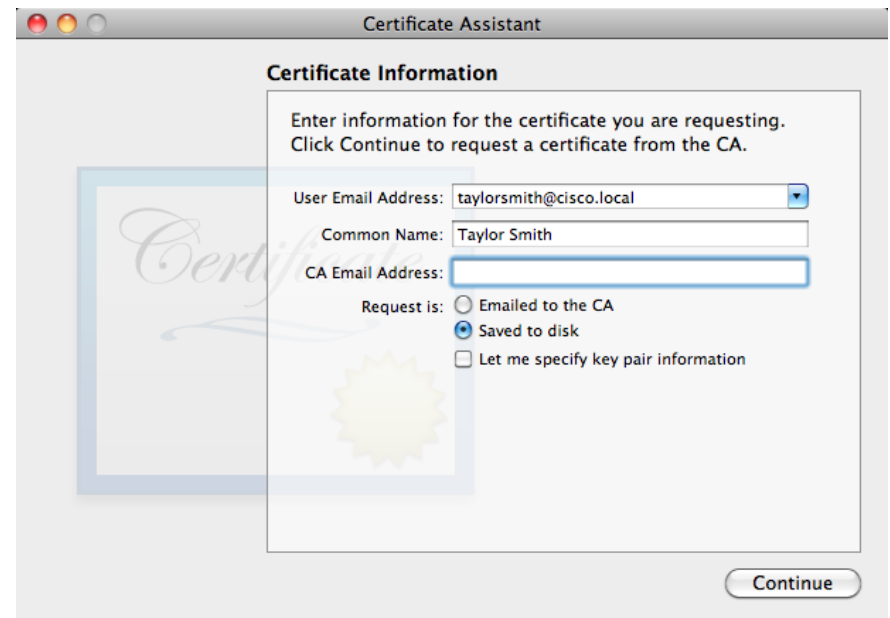 Certificate Assistant
Certificate Information
Enter information for the certificate you are requesting.
Click Continue to request a certificate from the CA.
User Email Address: taylorsmith@cisco.local
Common Name: Taylor Smith
CA Email Address:
Request is: Emailed to the CA
Saved to disk
Let me specify key pair information
Certificate
Continue